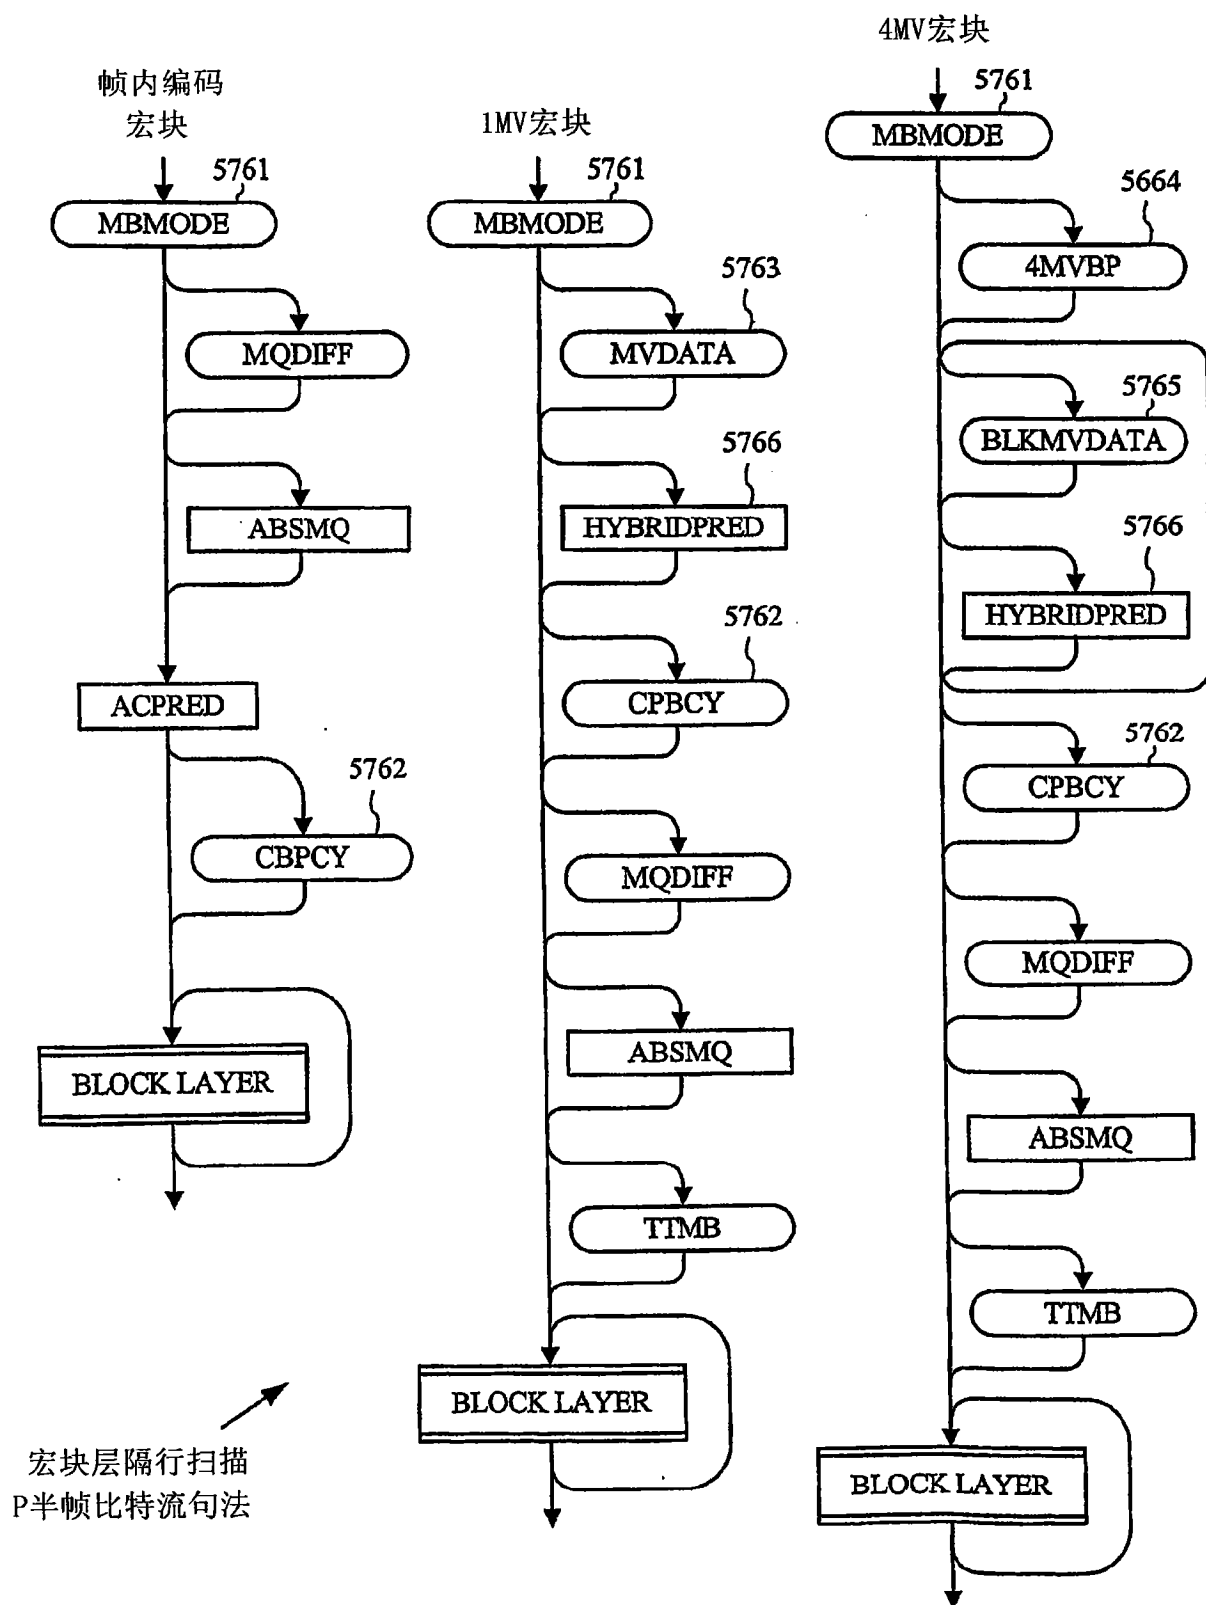 帧内编码
宏块
5761
MBMODE
MQDIFF
ABSMQ
ACPRED
5762
CBPCY
BLOCK LAYER
1MV宏块
5761
MBMODE
5763
MVDATA
5766
HYBRIDPRED
5762
CPBCY
MQDIFF
ABSMQ
TTMB
BLOCK LAYER
4MV宏块
5761
MBMODE
5664
4MVBP
5765
BLKMVDATA
5766
HYBRIDPRED
5762
CPBCY
MQDIFF
ABSMQ
TTMB
BLOCK LAYER
宏块层隔行扫描
P半帧比特流句法